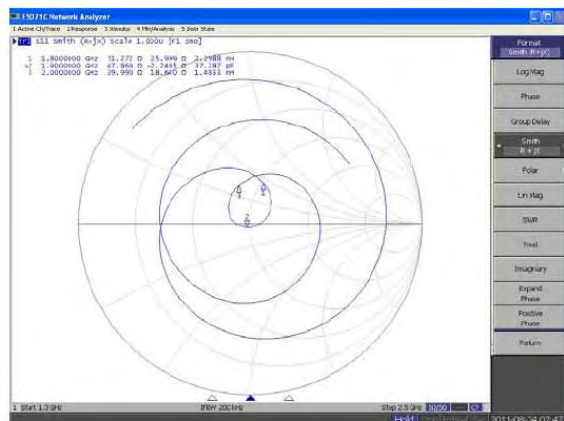 E5071C Network Analyzer
1 Active Ch/Trace 2 Response 3 Stimulus 4 Mkr/Analysis 5 Instr State
Tr1 S11 Smith (R+jX) Scale 1.000U [F1 Smo]
1 1.8000000 GHz 51.272 Ω 25.999 Ω 2.2988 nH
>2 1.9000000 GHz 47.869 Ω -2.2435 Ω 37.787 pF
3 2.0000000 GHz 39.990 Ω 18.640 Ω 1.4833 nH
Format
Smith (R+jX)
Log Mag
Phase
Group Delay
Smith
R + jX
Polar
Lin Mag
SWR
Real
Imaginary
Expand
Phase
Positive
Phase
Return
1 Start 1.3 GHz
IFBW 200 kHz
Stop 2.5 GHz
Hold